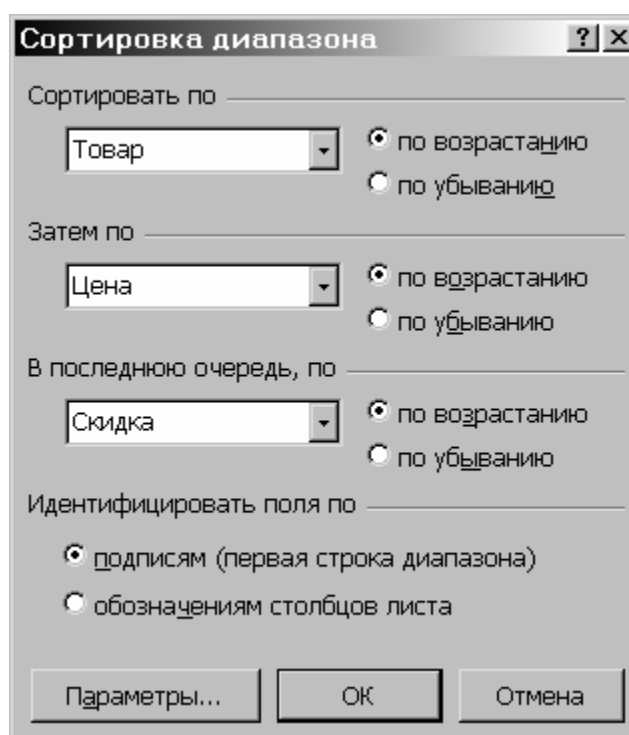 Сортировка диапазона
Сортировать по
Товар
по возрастанию
по убыванию
Затем по
Цена
по возрастанию
по убыванию
В последнюю очередь, по
Скидка
по возрастанию
по убыванию
Идентифицировать поля по
подписям (первая строка диапазона)
обозначениям столбцов листа
Параметры... ОК Отмена